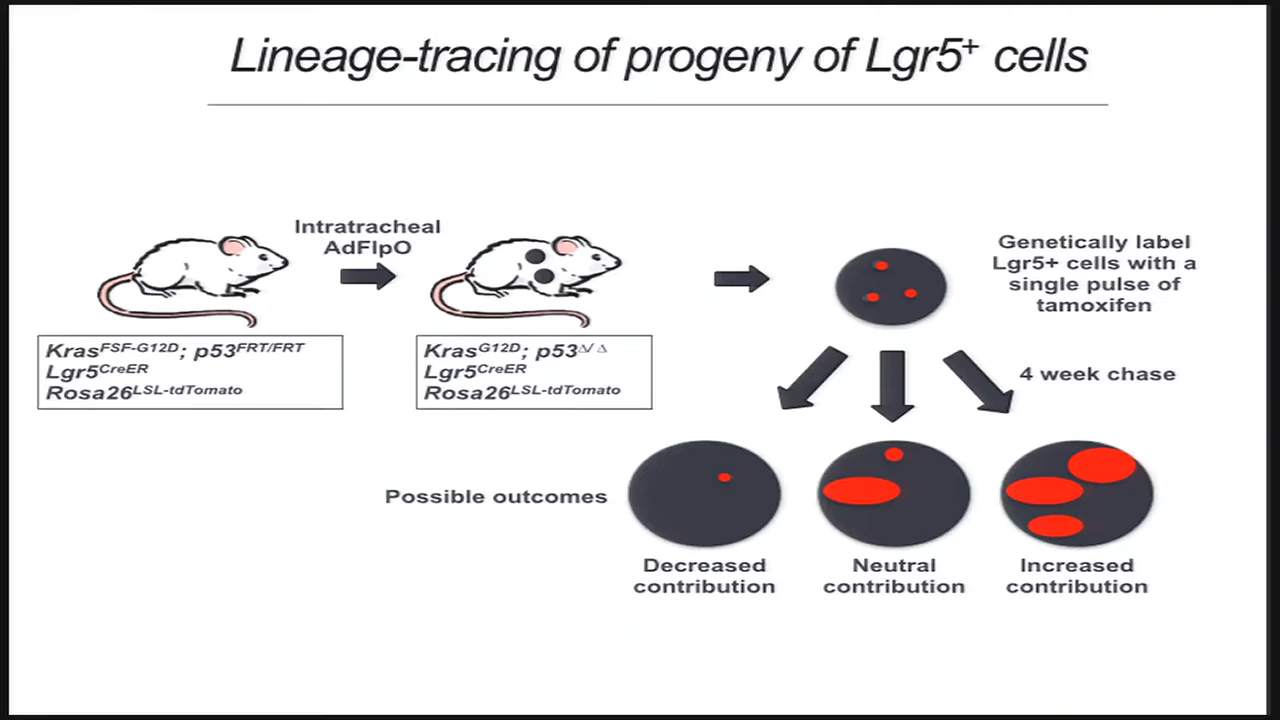 Lineage-tracing of progeny of Lgr5+ cells
Intratracheal
AdFlpO
KrasFSF-G12D; p53FRT/FRT
Lgr5CreER
Rosa26LSL-tdTomato
KrasG12D; p53Δ/Δ
Lgr5CreER
Rosa26LSL-tdTomato
Genetically label
Lgr5+ cells with a
single pulse of
tamoxifen
4 week chase
Possible outcomes
Decreased
contribution
Neutral
contribution
Increased
contribution